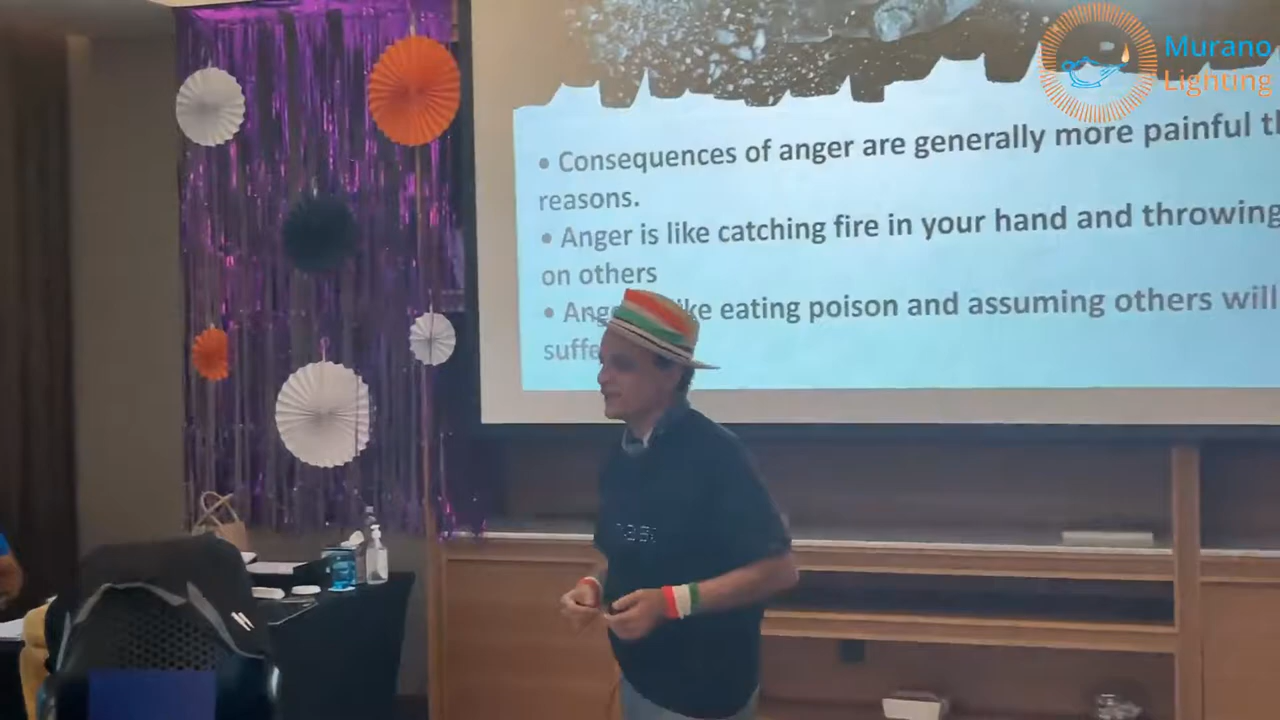 Murano
Lighting
• Consequences of anger are generally more painful
reasons.
• Anger is like catching fire in your hand and throwing
on others
• eating poison and assuming others will